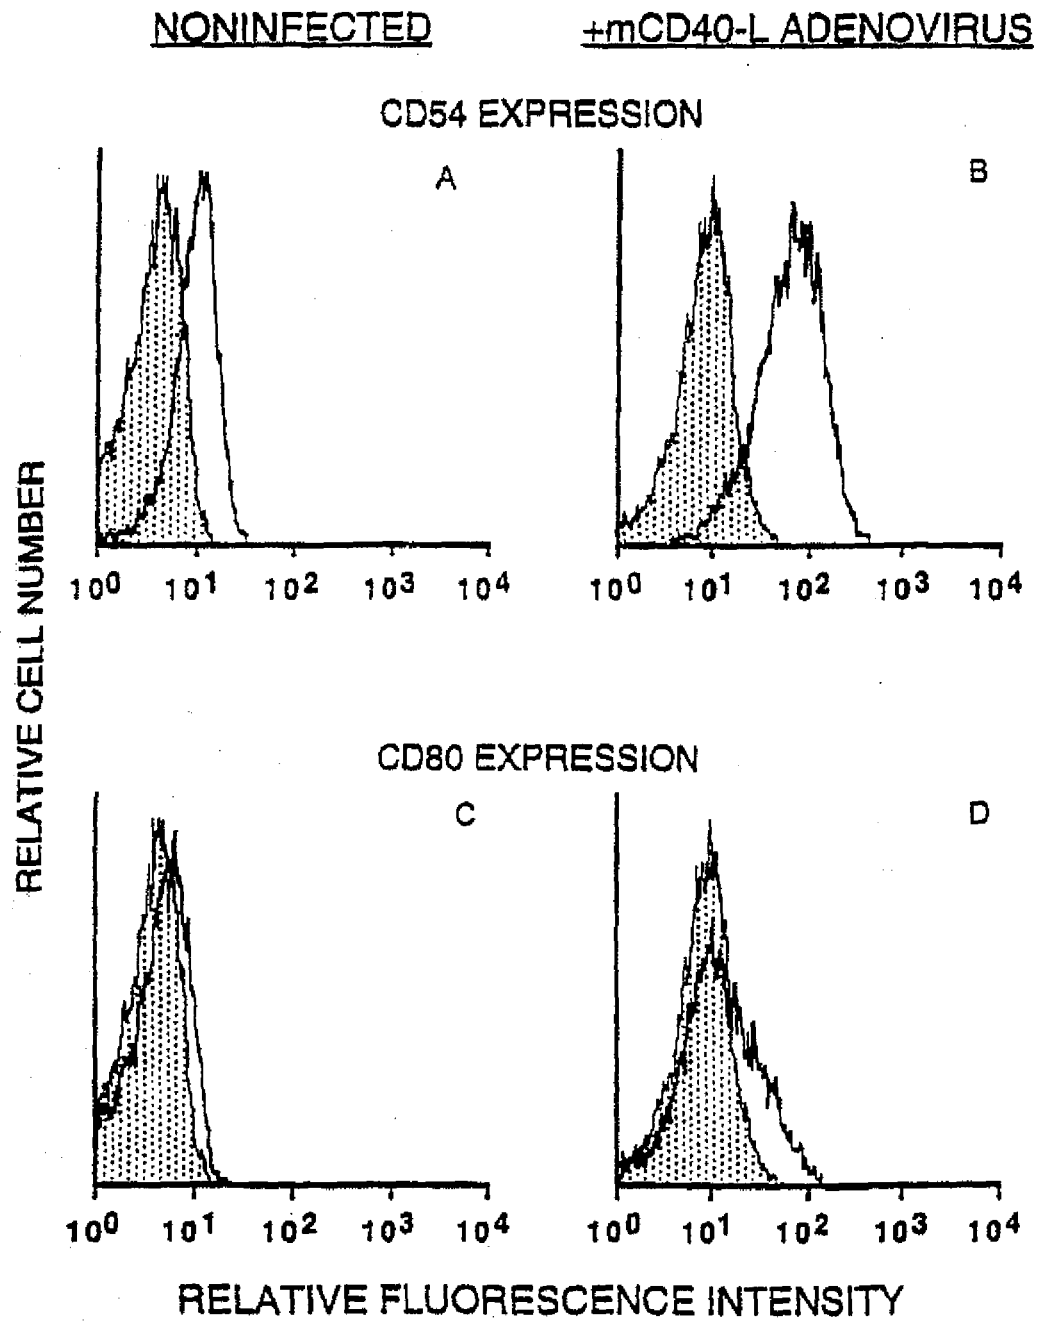 NONINFECTED +mCD40-L ADENOVIRUS
CD54 EXPRESSION
A B
10⁰ 10¹ 10² 10³ 10⁴ 10⁰ 10¹ 10² 10³ 10⁴
RELATIVE CELL NUMBER
CD80 EXPRESSION
C D
10⁰ 10¹ 10² 10³ 10⁴ 10⁰ 10¹ 10² 10³ 10⁴
RELATIVE FLUORESCENCE INTENSITY